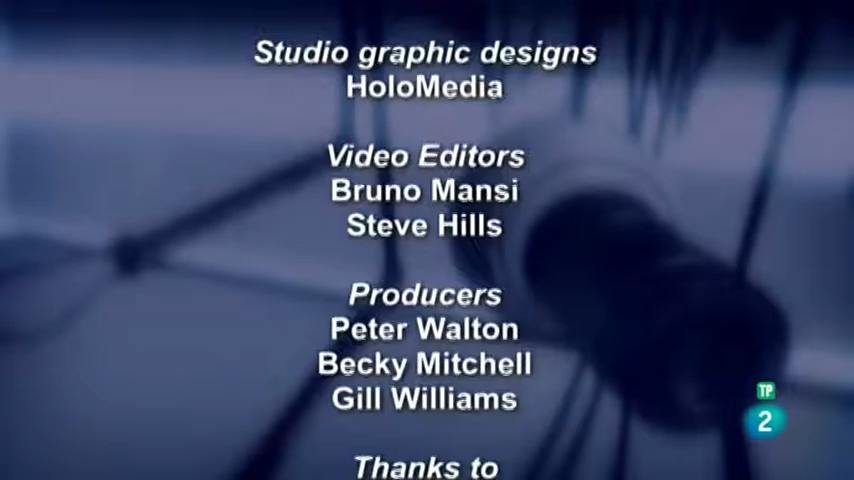 Studio graphic designs
HoloMedia
Video Editors
Bruno Mansi
Steve Hills
Producers
Peter Walton
Becky Mitchell
Gill Williams
Thanks to
TP
2